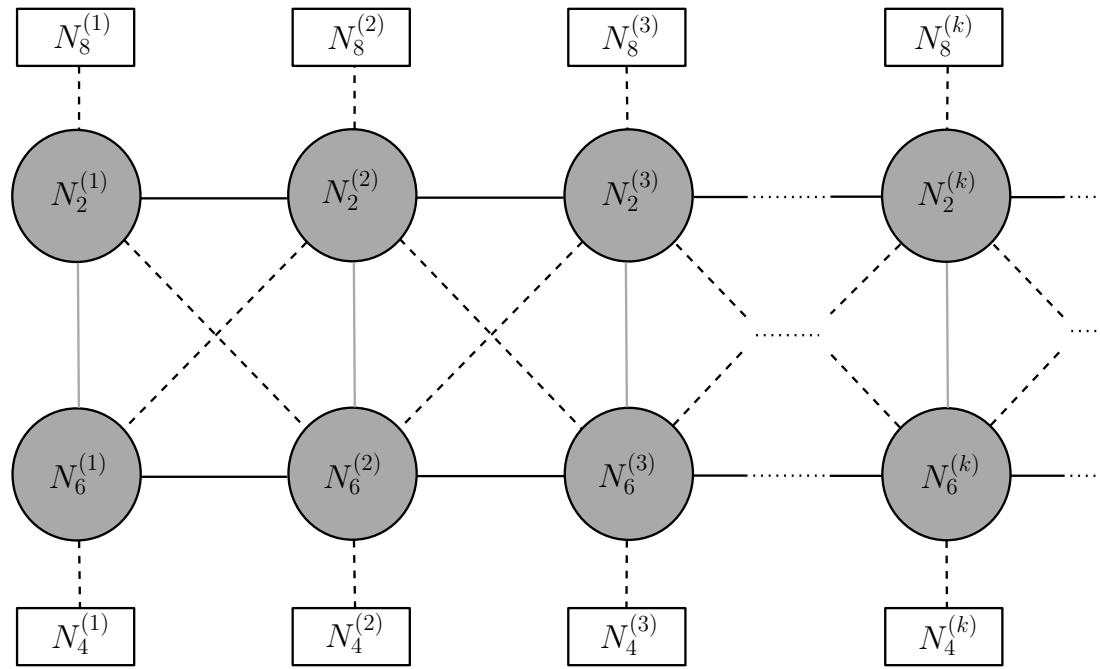 N_8^{(1)} N_8^{(2)} N_8^{(3)} N_8^{(k)}
N_2^{(1)} N_2^{(2)} N_2^{(3)} N_2^{(k)}
N_6^{(1)} N_6^{(2)} N_6^{(3)} N_6^{(k)}
N_4^{(1)} N_4^{(2)} N_4^{(3)} N_4^{(k)}